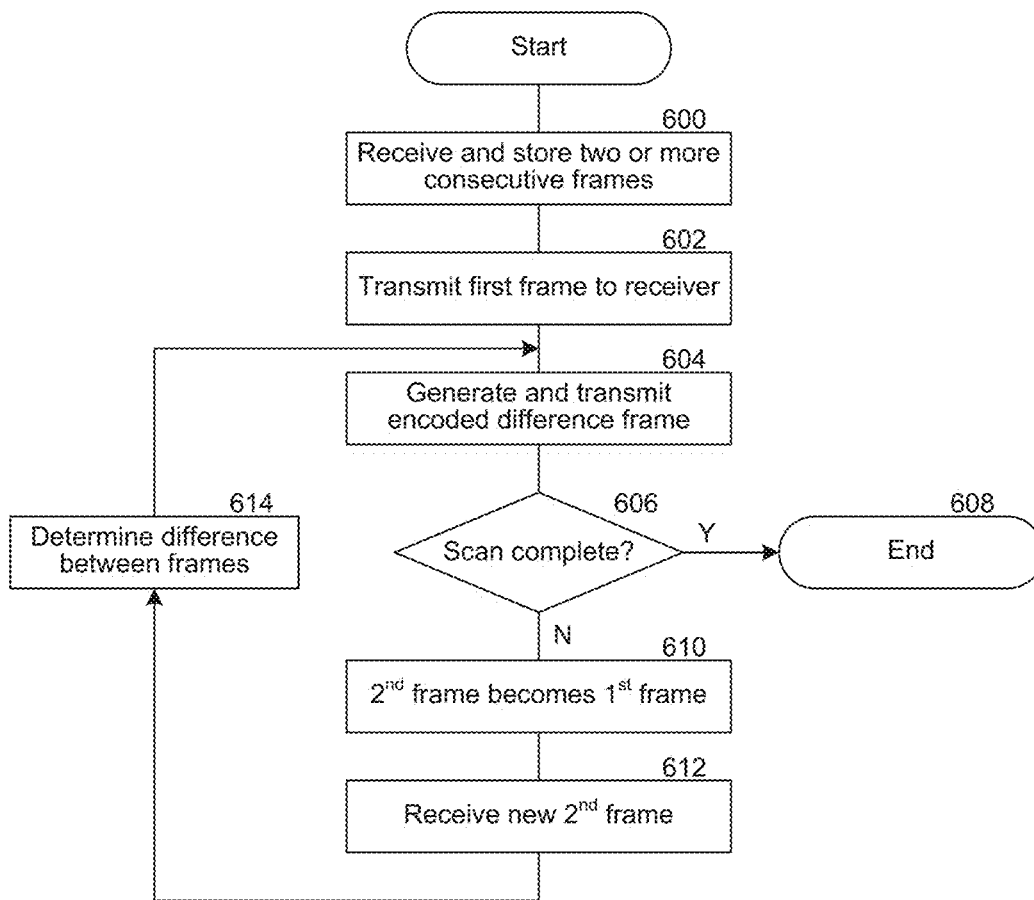 Start
600
Receive and store two or more
consecutive frames
602
Transmit first frame to receiver
604
Generate and transmit
encoded difference frame
614
Determine difference
between frames
606
Scan complete?
Y
608
End
N
610
2nd frame becomes 1st frame
612
Receive new 2nd frame